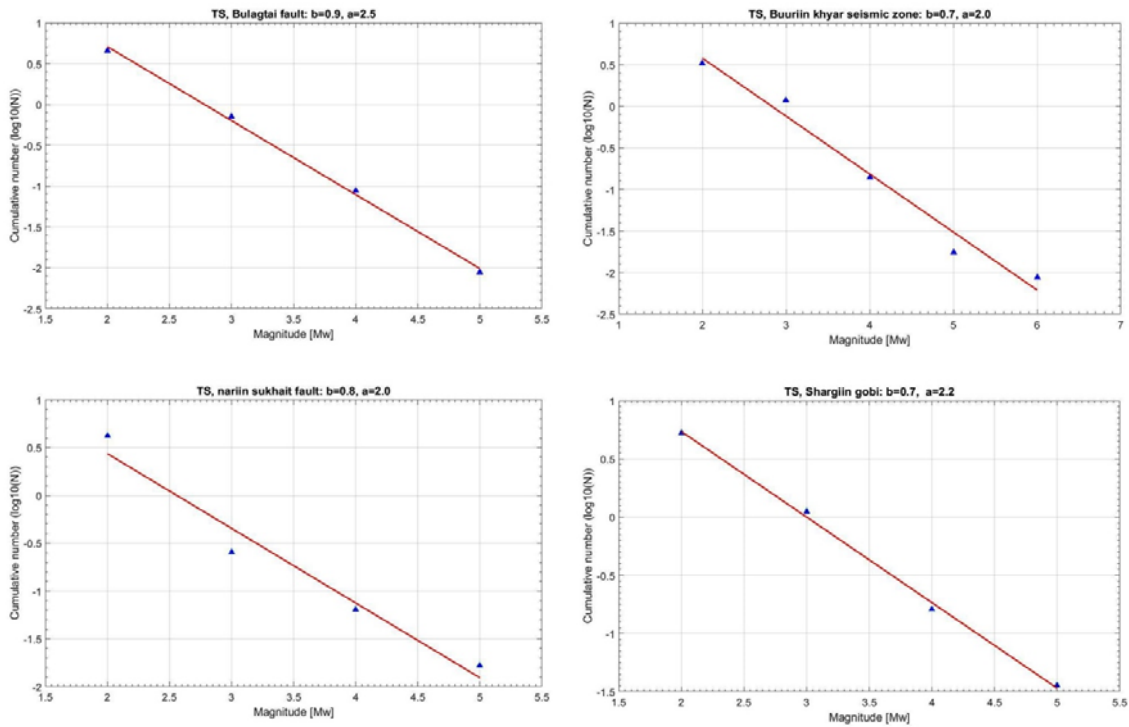 TS, Bulagtai fault: b=0.9, a=2.5
Cumulative number (log10(N))
1
0.5
0
-0.5
-1
-1.5
-2
-2.5
1.5 2 2.5 3 3.5 4 4.5 5 5.5
Magnitude [Mw]
TS, Buuriin khyar seismic zone: b=0.7, a=2.0
Cumulative number (log10(N))
1
0.5
0
-0.5
-1
-1.5
-2
-2.5
1 2 3 4 5 6 7
Magnitude [Mw]
TS, nariin sukhait fault: b=0.8, a=2.0
Cumulative number (log10(N))
1
0.5
0
-0.5
-1
-1.5
-2
1.5 2 2.5 3 3.5 4 4.5 5 5.5
Magnitude [Mw]
TS, Shargiin gobi: b=0.7, a=2.2
Cumulative number (log10(N))
1
0.5
0
-0.5
-1
-1.5
1.5 2 2.5 3 3.5 4 4.5 5 5.5
Magnitude [Mw]